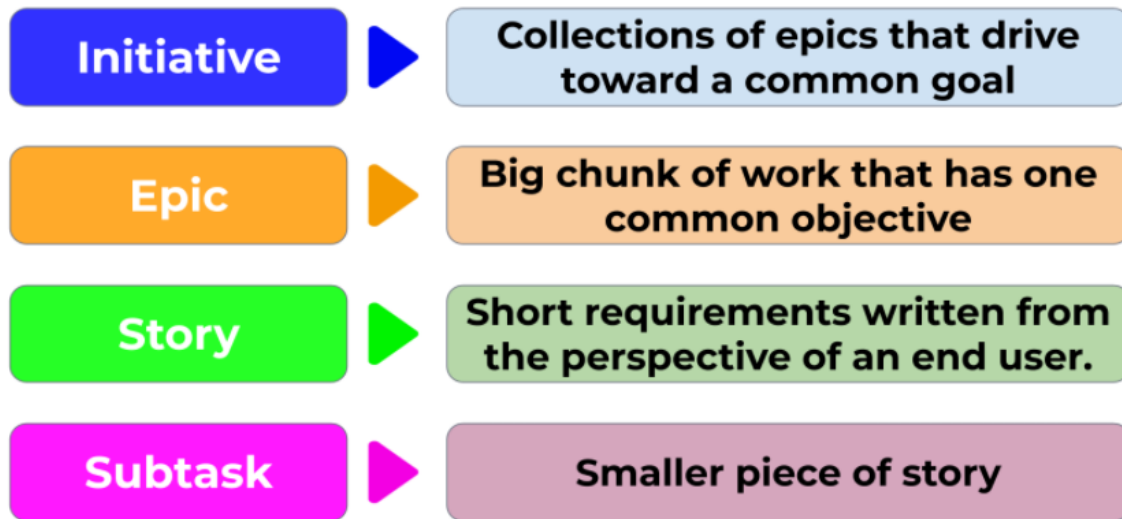 Initiative
Collections of epics that drive
toward a common goal
Epic
Big chunk of work that has one
common objective
Story
Short requirements written from
the perspective of an end user.
Subtask
Smaller piece of story